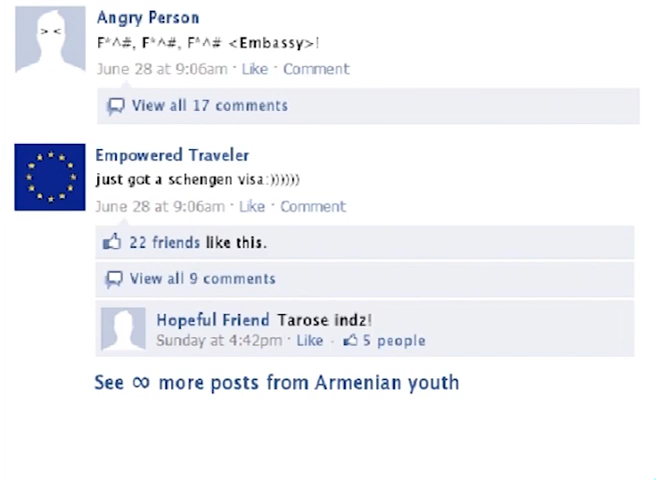 Angry Person
F*^#, F*^#, F*^# <Embassy>!
June 28 at 9:06am · Like · Comment
View all 17 comments
Empowered Traveler
just got a schengen visa:))))))
June 28 at 9:06am · Like · Comment
22 friends like this.
View all 9 comments
Hopeful Friend Tarose indz!
Sunday at 4:42pm · Like · 5 people
See ∞ more posts from Armenian youth